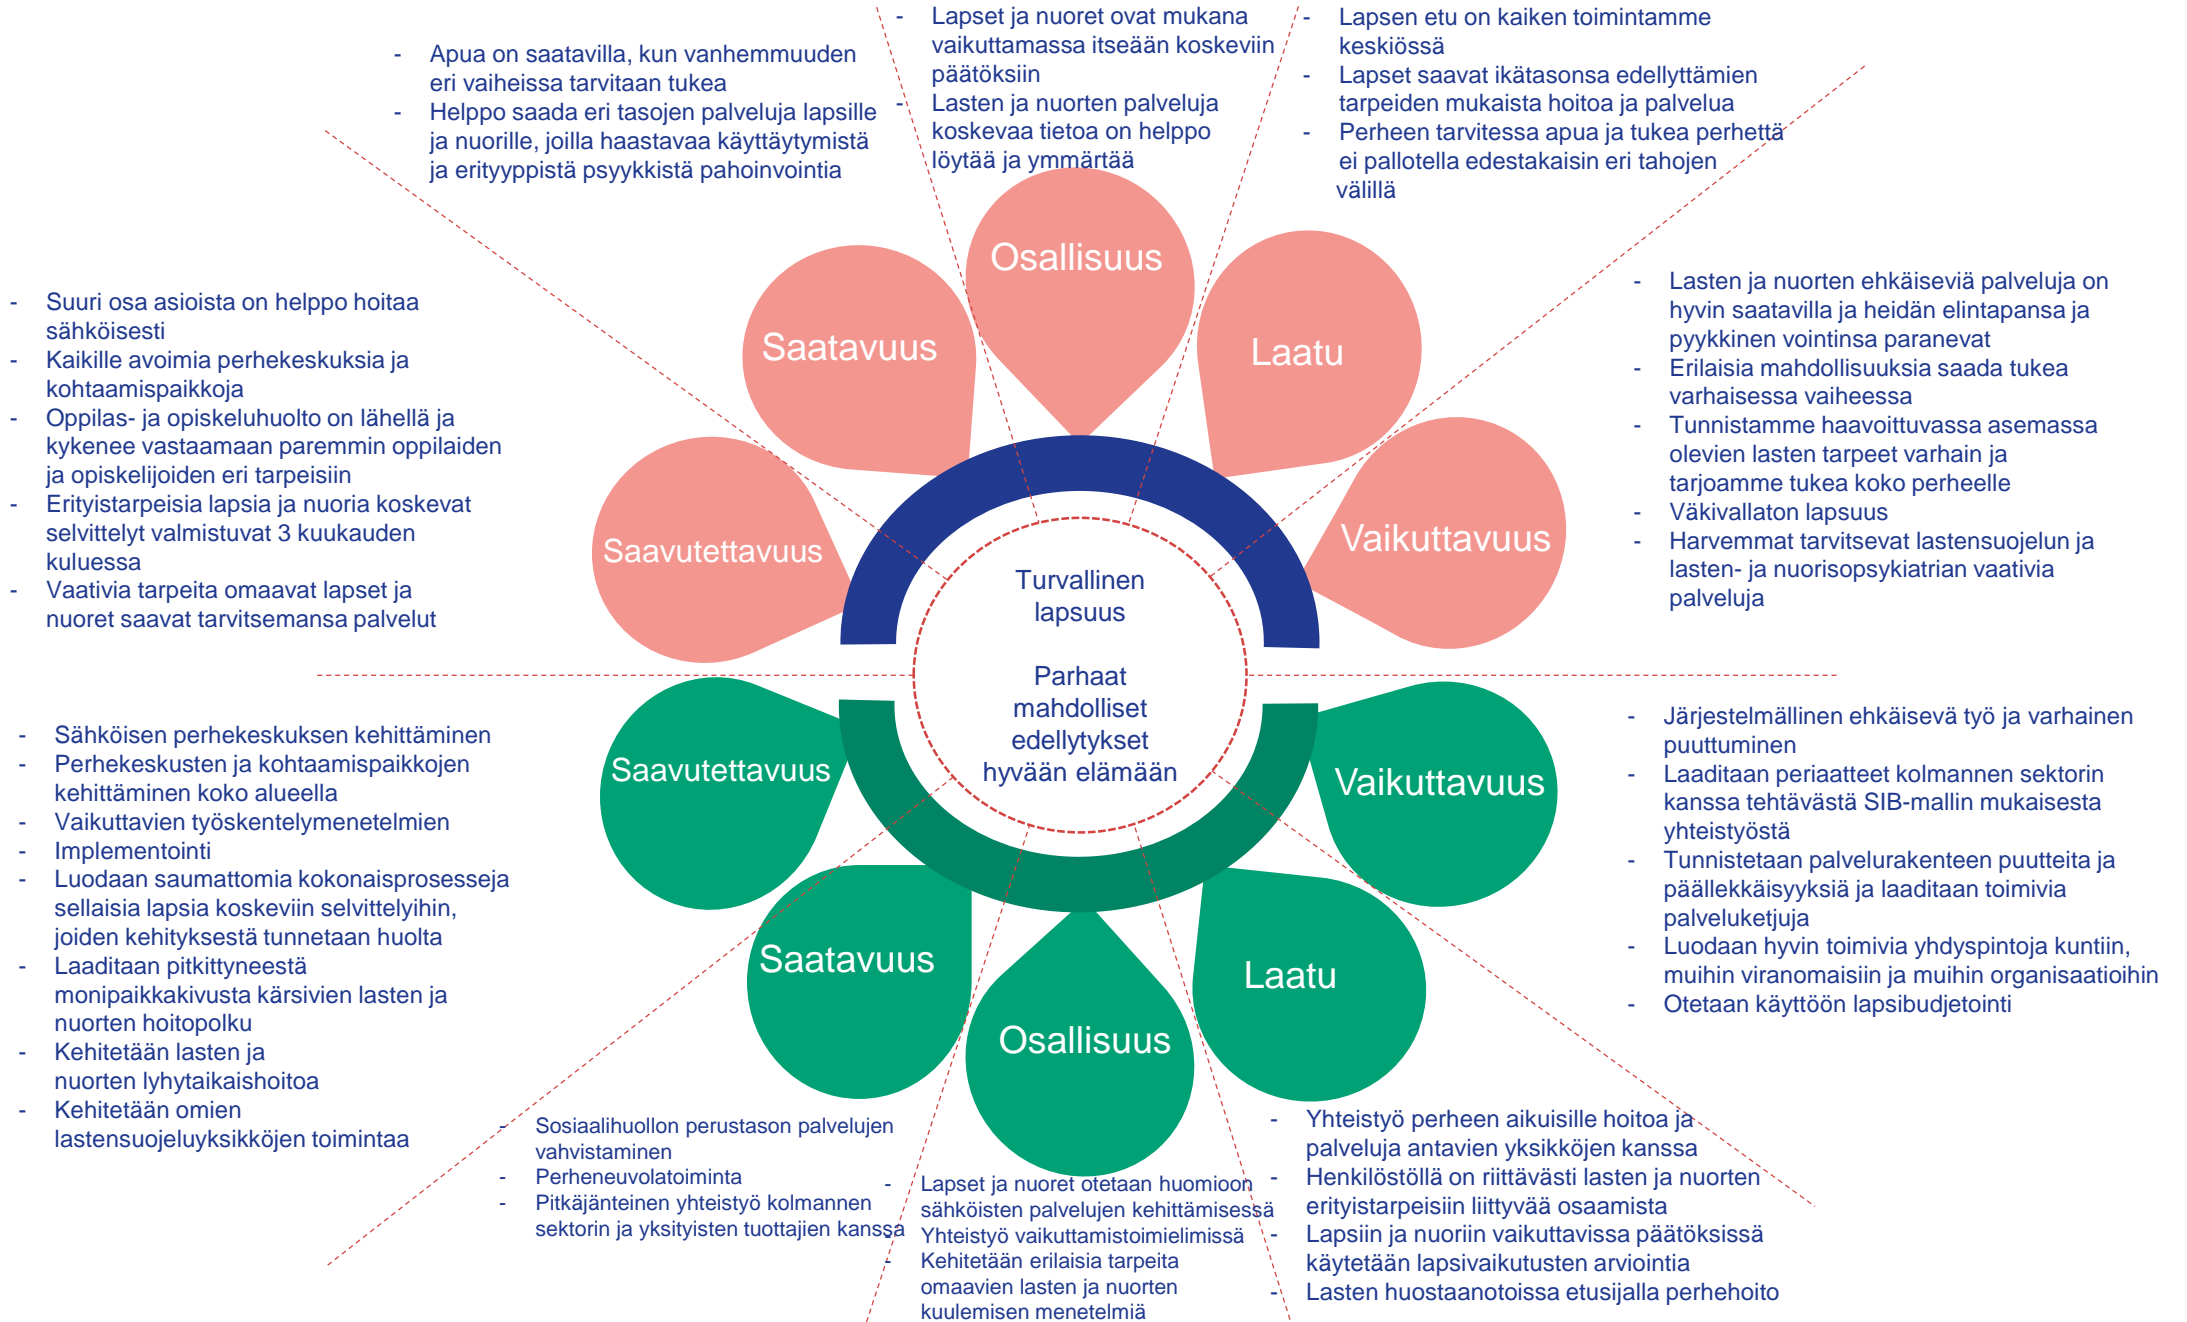 - Apua on saatavilla, kun vanhemmuuden
eri vaiheissa tarvitaan tukea
- Helppo saada eri tasojen palveluja lapsille
ja nuorille, joilla haastavaa käyttäytymistä
ja erityyppistä psyykkistä pahoinvointia
- Lapset ja nuoret ovat mukana
vaikuttamassa itseään koskeviin
päätöksiin
- Lasten ja nuorten palveluja
koskevaa tietoa on helppo
löytää ja ymmärtää
- Lapsen etu on kaiken toimintamme
keskiössä
- Lapset saavat ikätasonsa edellyttämien
tarpeiden mukaista hoitoa ja palvelua
- Perheen tarvitessa apua ja tukea perhettä
ei pallotella edestakaisin eri tahojen
välillä
- Suuri osa asioista on helppo hoitaa
sähköisesti
- Kaikille avoimia perhekeskuksia ja
kohtaamispaikkoja
- Oppilas- ja opiskeluhuolto on lähellä ja
kykenee vastaamaan paremmin oppilaiden
ja opiskelijoiden eri tarpeisiin
- Erityistarpeisia lapsia ja nuoria koskevat
selvittelyt valmistuvat 3 kuukauden
kuluessa
- Vaativia tarpeita omaavat lapset ja
nuoret saavat tarvitsemansa palvelut
Saavutettavuus
Saatavuus
Osallisuus
Laatu
Vaikuttavuus
- Lasten ja nuorten ehkäiseviä palveluja on
hyvin saatavilla ja heidän elintapansa ja
pyykkinen vointinsa paranevat
- Erilaisia mahdollisuuksia saada tukea
varhaisessa vaiheessa
- Tunnistamme haavoittuvassa asemassa
olevien lasten tarpeet varhain ja
tarjoamme tukea koko perheelle
- Väkivallaton lapsuus
- Harvemmat tarvitsevat lastensuojelun ja
lasten- ja nuorisopsykiatrian vaativia
palveluja
Turvallinen
lapsuus
Parhaat
mahdolliset
edellytykset
hyvään elämään
- Sähköisen perhekeskuksen kehittäminen
- Perhekeskusten ja kohtaamispaikkojen
kehittäminen koko alueella
- Vaikuttavien työskentelymenetelmien
- Implementointi
- Luodaan saumattomia kokonaisprosesseja
sellaisia lapsia koskeviin selvittelyihin,
joiden kehityksestä tunnetaan huolta
- Laaditaan pitkittyneestä
monipaikkakivusta kärsivien lasten ja
nuorten hoitopolku
- Kehitetään lasten ja
nuorten lyhytaikaishoitoa
- Kehitetään omien
lastensuojeluyksikköjen toimintaa
Saavutettavuus
Saatavuus
Osallisuus
Laatu
Vaikuttavuus
- Järjestelmällinen ehkäisevä työ ja varhainen
puuttuminen
- Laaditaan periaatteet kolmannen sektorin
kanssa tehtävästä SIB-mallin mukaisesta
yhteistyöstä
- Tunnistetaan palvelurakenteen puutteita ja
päällekkäisyyksiä ja laaditaan toimivia
palveluketjuja
- Luodaan hyvin toimivia yhdyspintoja kuntiin,
muihin viranomaisiin ja muihin organisaatioihin
- Otetaan käyttöön lapsibudjetointi
- Sosiaalihuollon perustason palvelujen
vahvistaminen
- Perheneuvolatoiminta
- Pitkäjänteinen yhteistyö kolmannen
sektorin ja yksityisten tuottajien kanssa
- Lapset ja nuoret otetaan huomioon
sähköisten palvelujen kehittämisessä
- Yhteistyö vaikuttamistoimielimissä
- Kehitetään erilaisia tarpeita
omaavien lasten ja nuorten
kuulemisen menetelmiä
- Yhteistyö perheen aikuisille hoitoa ja
palveluja antavien yksikköjen kanssa
- Henkilöstöllä on riittävästi lasten ja nuorten
erityistarpeisiin liittyvää osaamista
- Lapsiin ja nuoriin vaikuttavissa päätöksissä
käytetään lapsivaikutusten arviointia
- Lasten huostaanotoissa etusijalla perhehoito